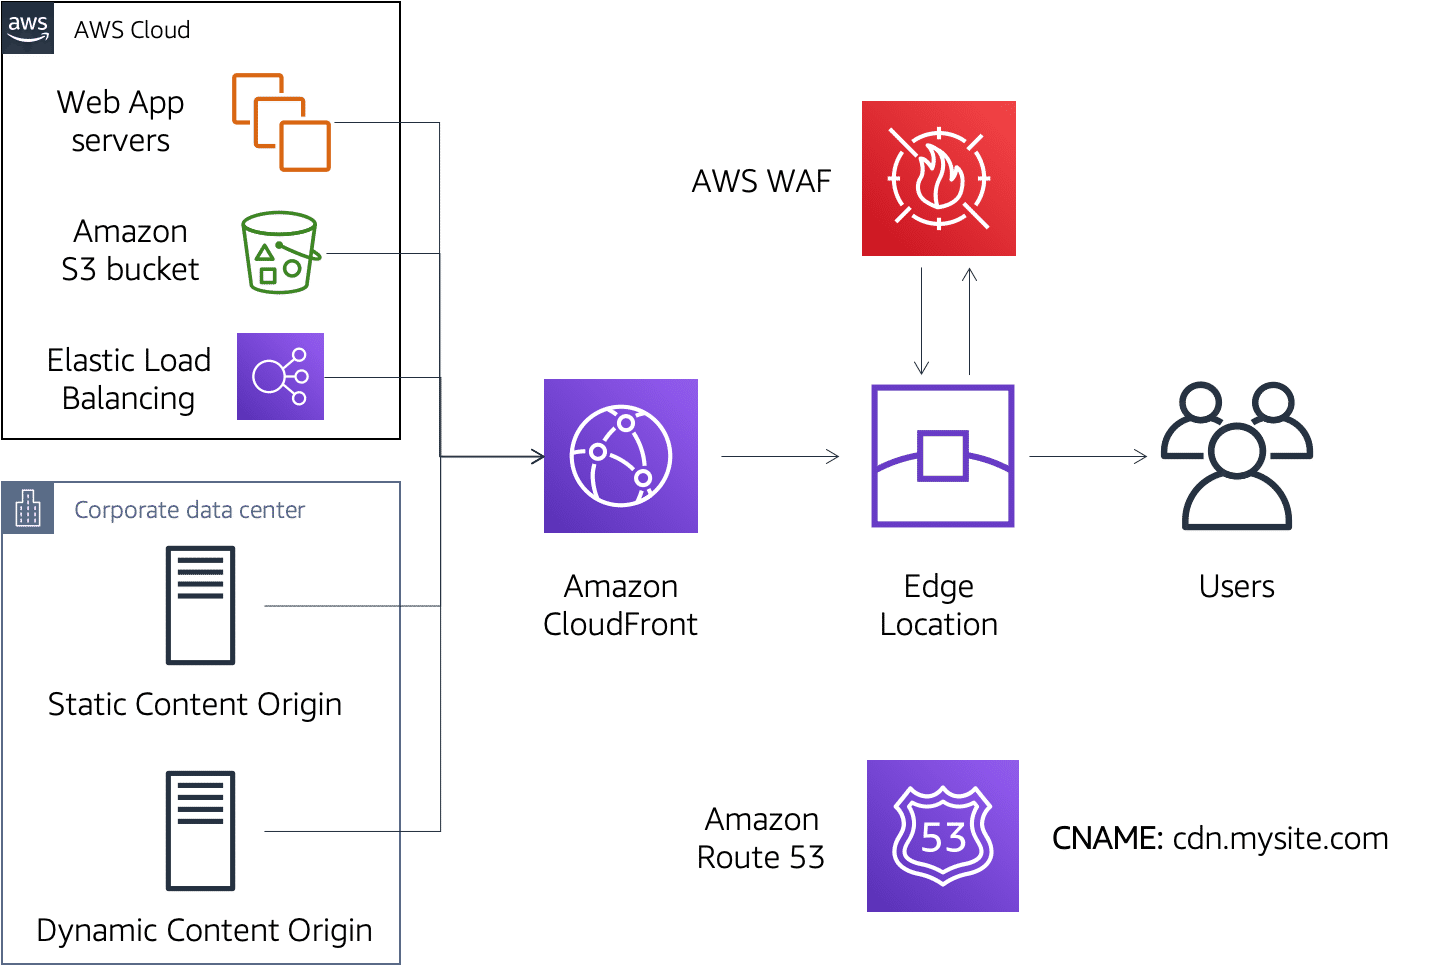 aws
AWS Cloud
Web App
servers
Amazon
S3 bucket
Elastic Load
Balancing
Corporate data center
Static Content Origin
Dynamic Content Origin
Amazon
CloudFront
AWS WAF
Edge
Location
Users
Amazon
Route 53
53
CNAME: cdn.mysite.com